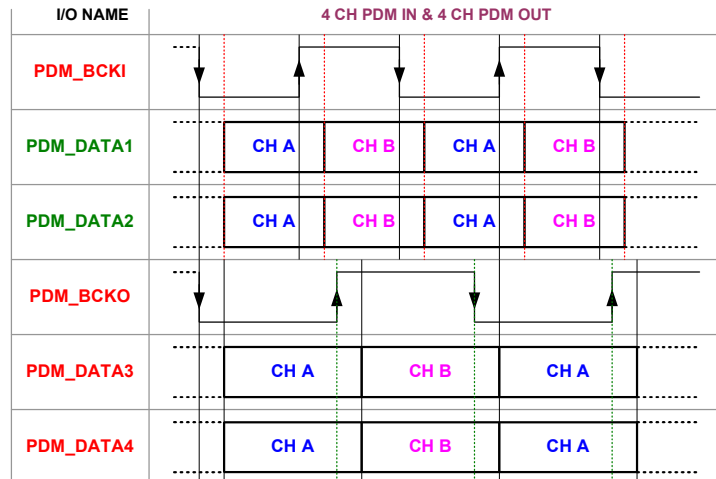 I/O NAME 4 CH PDM IN & 4 CH PDM OUT
PDM_BCKI
PDM_DATA1 CH A CH B CH A CH B
PDM_DATA2 CH A CH B CH A CH B
PDM_BCKO
PDM_DATA3 CH A CH B CH A
PDM_DATA4 CH A CH B CH A